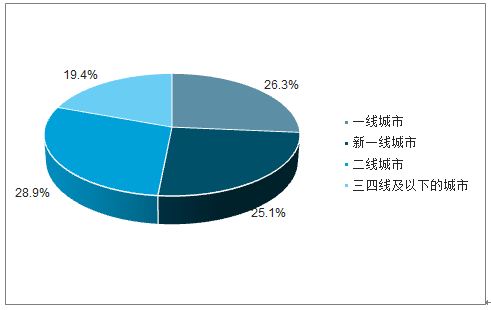 19.4%
26.3%
28.9%
25.1%
一线城市
新一线城市
二线城市
三四线及以下的城市